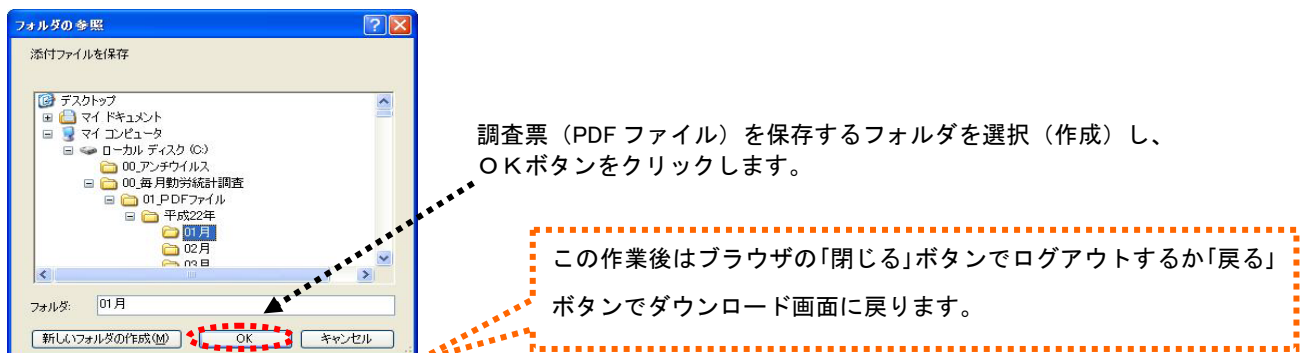 フォルダの参照
添付ファイルを保存
デスクトップ
マイ ドキュメント
マイ コンピュータ
ローカル ディスク (C:)
00_アンチウイルス
00_毎月勤労統計調査
01_PDFファイル
平成22年
01月
02月
03月
フォルダ: 01月
新しいフォルダの作成(M) OK キャンセル
調査票（PDF ファイル）を保存するフォルダを選択（作成）し、
ＯＫボタンをクリックします。
この作業後はブラウザの「閉じる」ボタンでログアウトするか「戻る」
ボタンでダウンロード画面に戻ります。